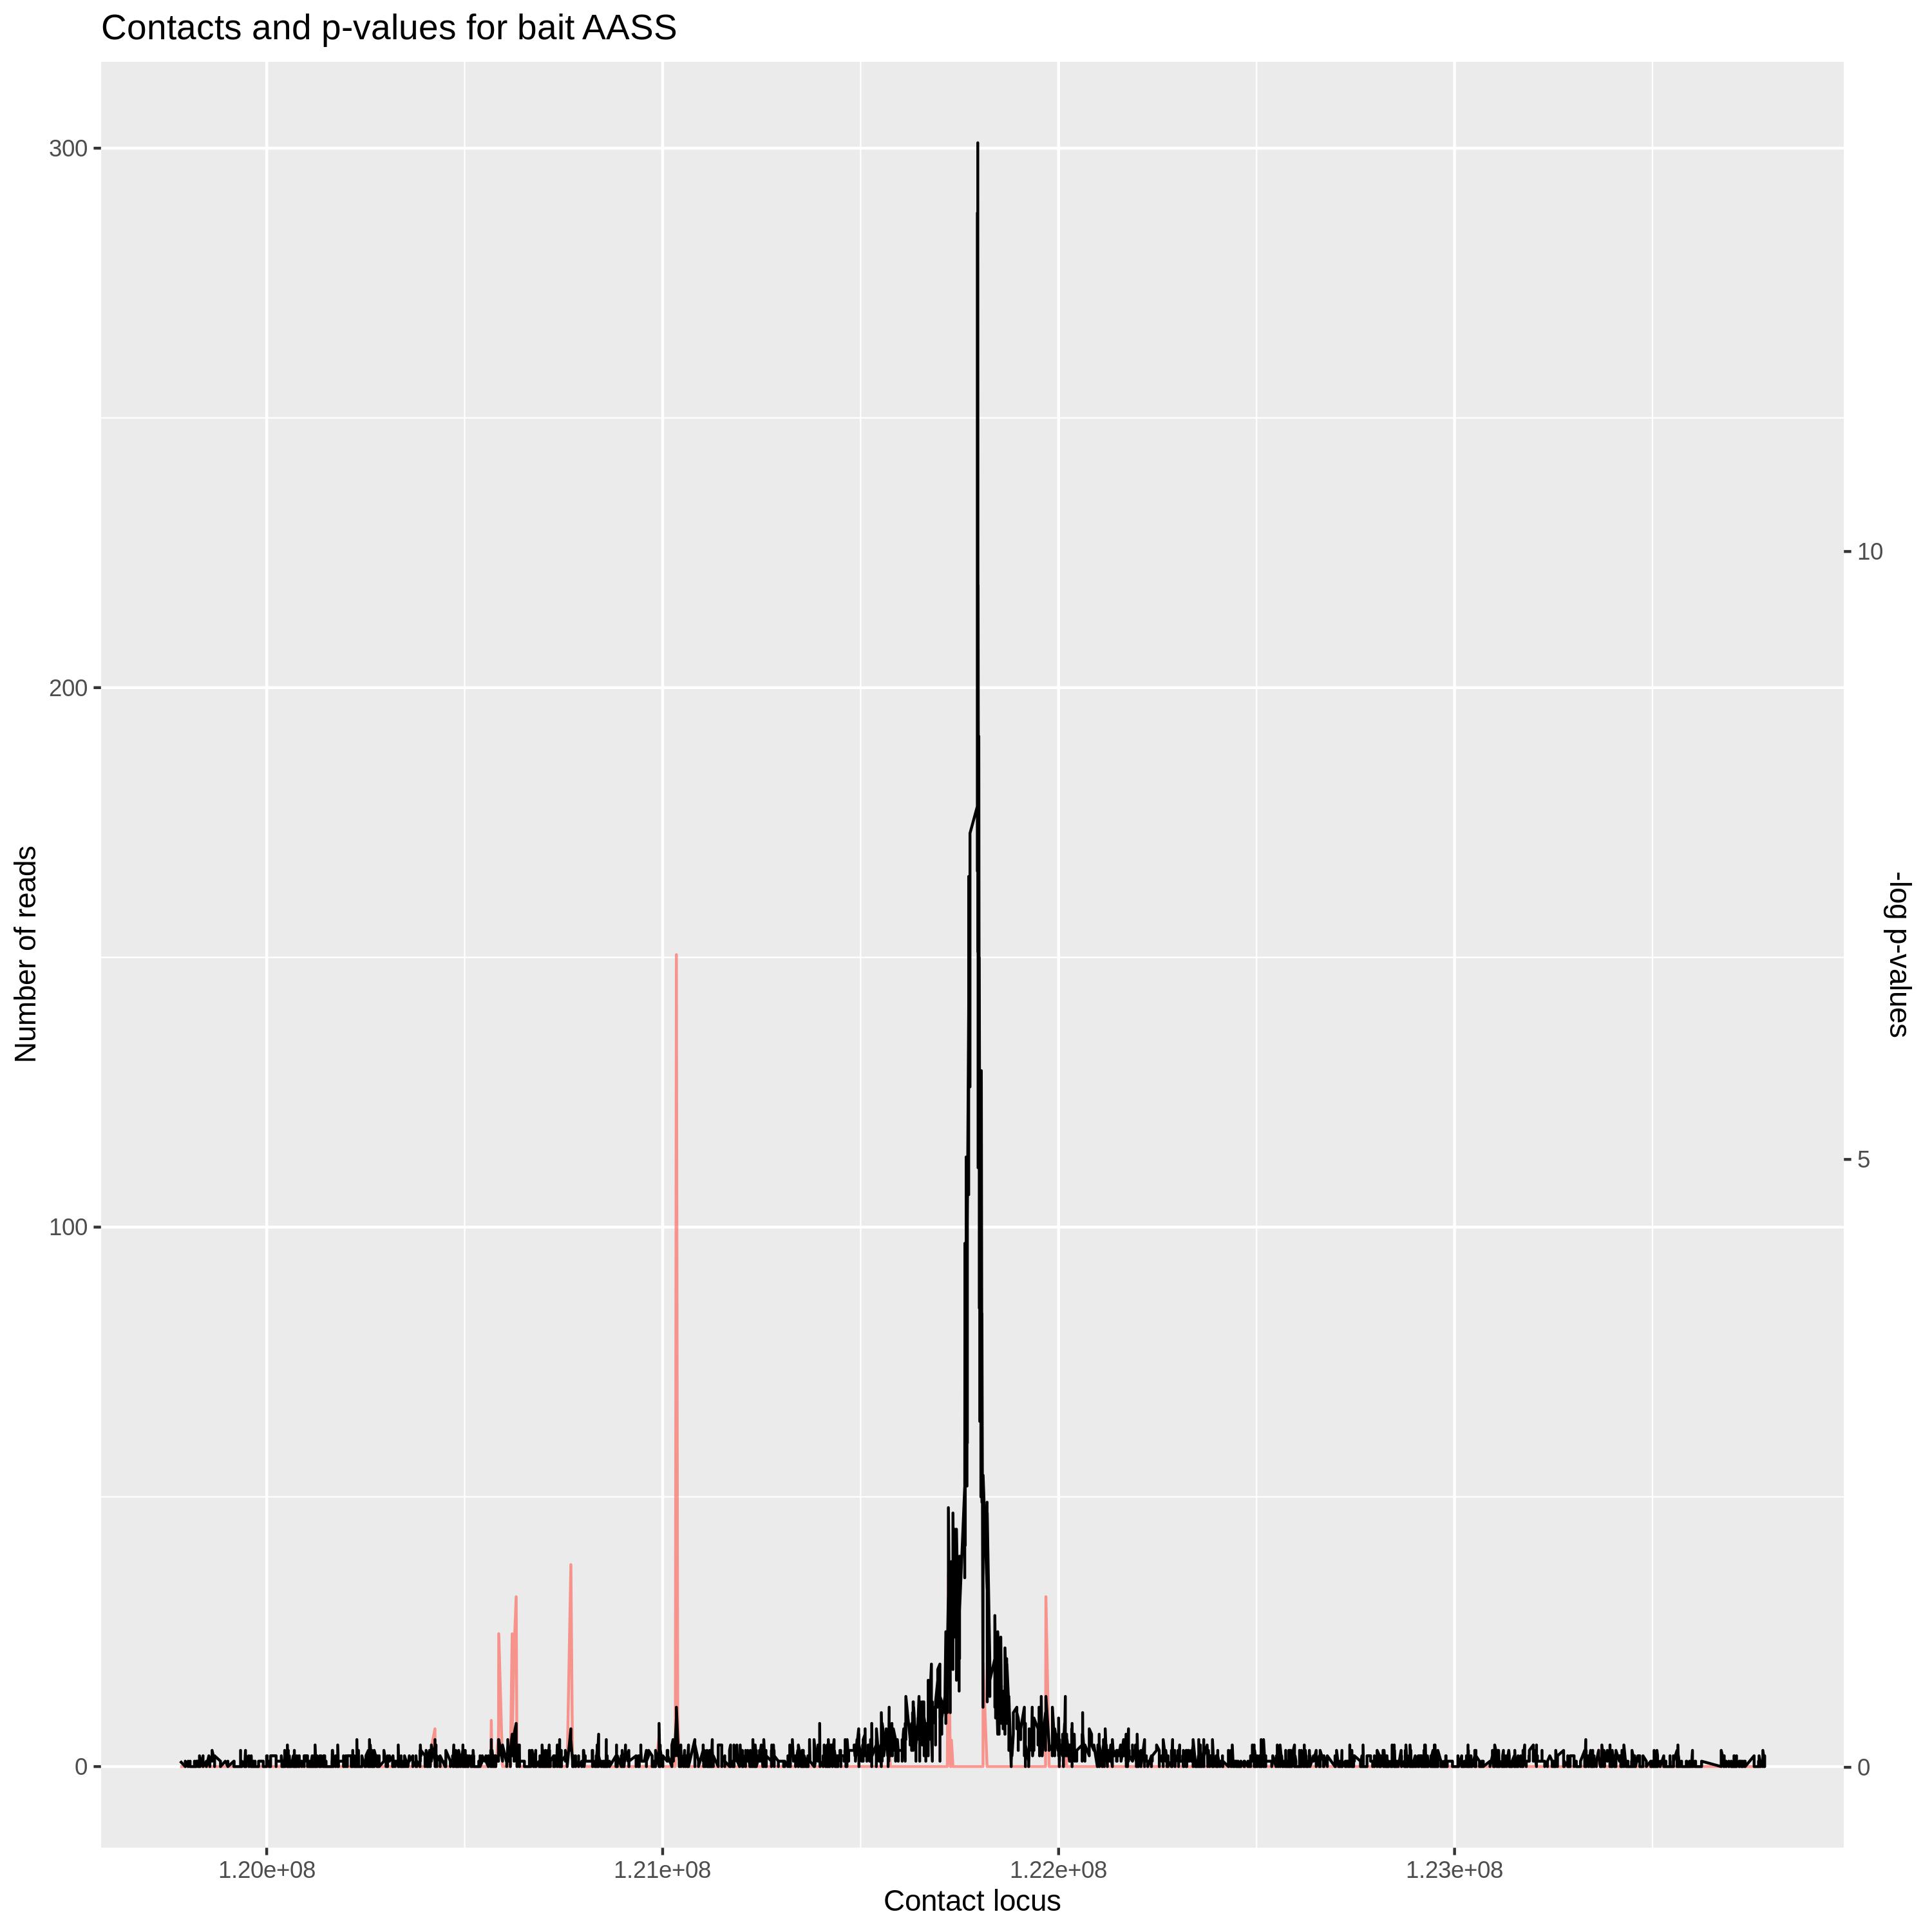 Contacts and p-values for bait AASS
300
200
100
0
Number of reads
10
5
0
-log p-values
1.20e+08
1.21e+08
1.22e+08
1.23e+08
Contact locus